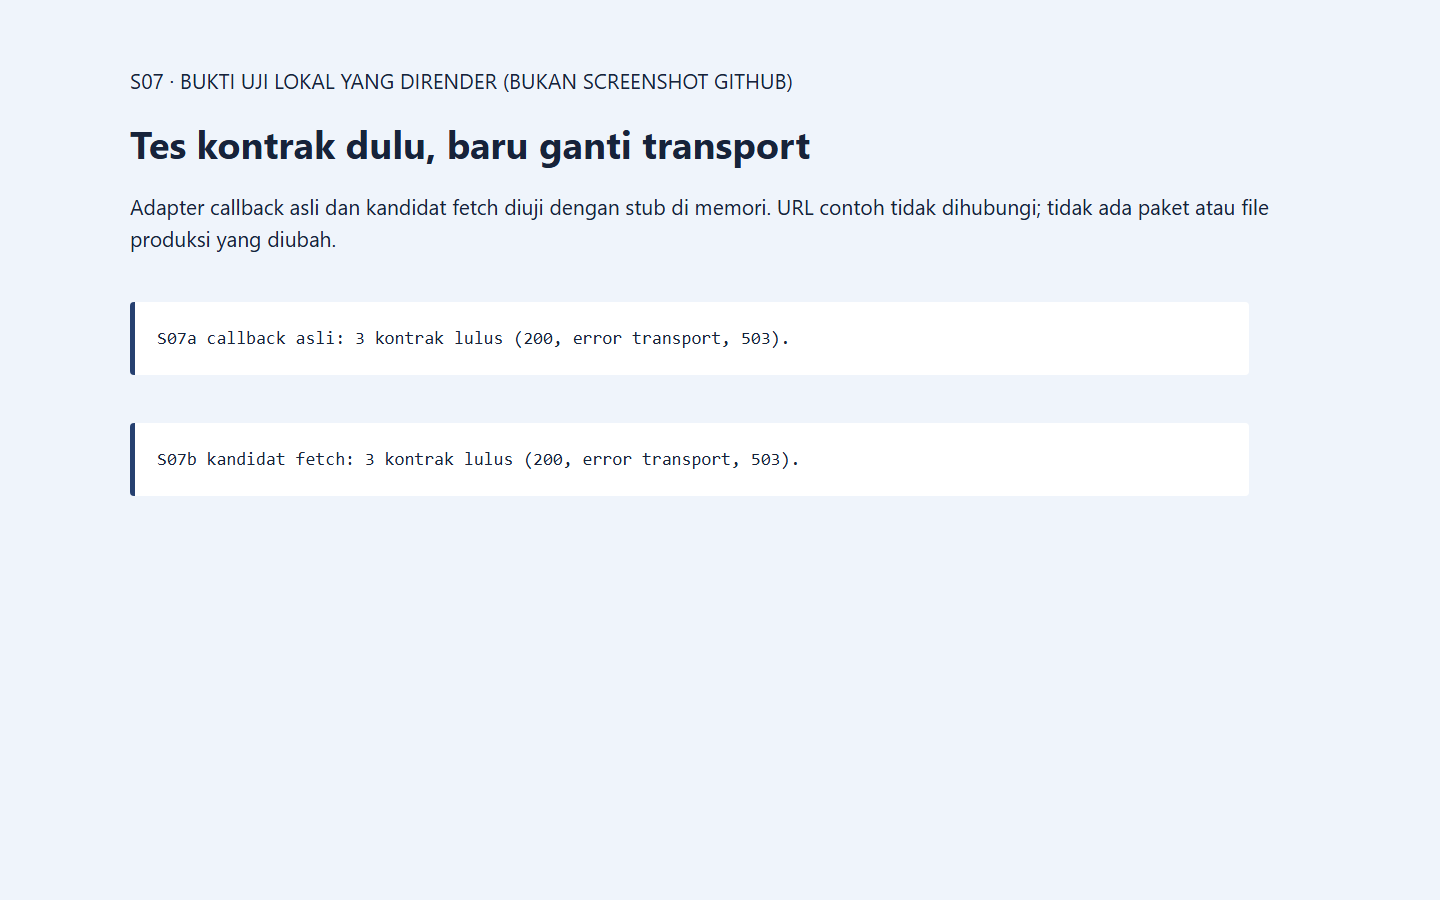 S07 · BUKTI UJI LOKAL YANG DIRENDER (BUKAN SCREENSHOT GITHUB)
Tes kontrak dulu, baru ganti transport
Adapter callback asli dan kandidat fetch diuji dengan stub di memori. URL contoh tidak dihubungi; tidak ada paket atau file
produksi yang diubah.
S07a callback asli: 3 kontrak lulus (200, error transport, 503).
S07b kandidat fetch: 3 kontrak lulus (200, error transport, 503).